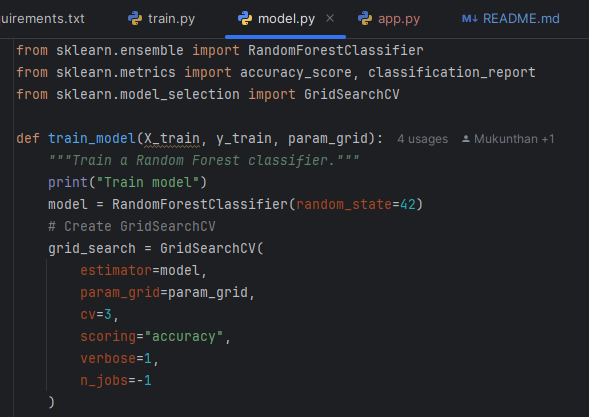 uirements.txt train.py model.py × app.py M↓ README.md
from sklearn.ensemble import RandomForestClassifier
from sklearn.metrics import accuracy_score, classification_report
from sklearn.model_selection import GridSearchCV
def train_model(X_train, y_train, param_grid): 4 usages Mukunthan +1
"""Train a Random Forest classifier."""
print("Train model")
model = RandomForestClassifier(random_state=42)
# Create GridSearchCV
grid_search = GridSearchCV(
estimator=model,
param_grid=param_grid,
cv=3,
scoring="accuracy",
verbose=1,
n_jobs=-1
)